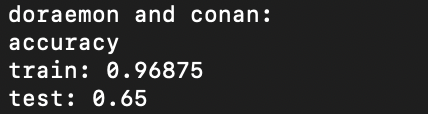 doraemon and conan:
accuracy
train: 0.96875
test: 0.65